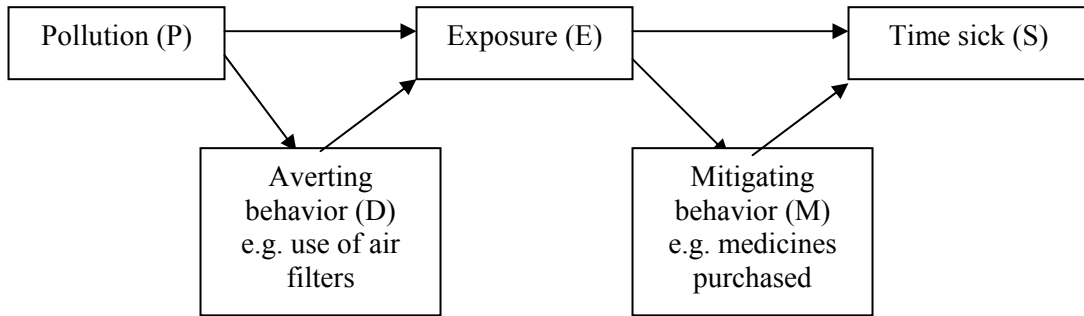 Pollution (P)
Exposure (E)
Time sick (S)
Averting
behavior (D)
e.g. use of air
filters
Mitigating
behavior (M)
e.g. medicines
purchased